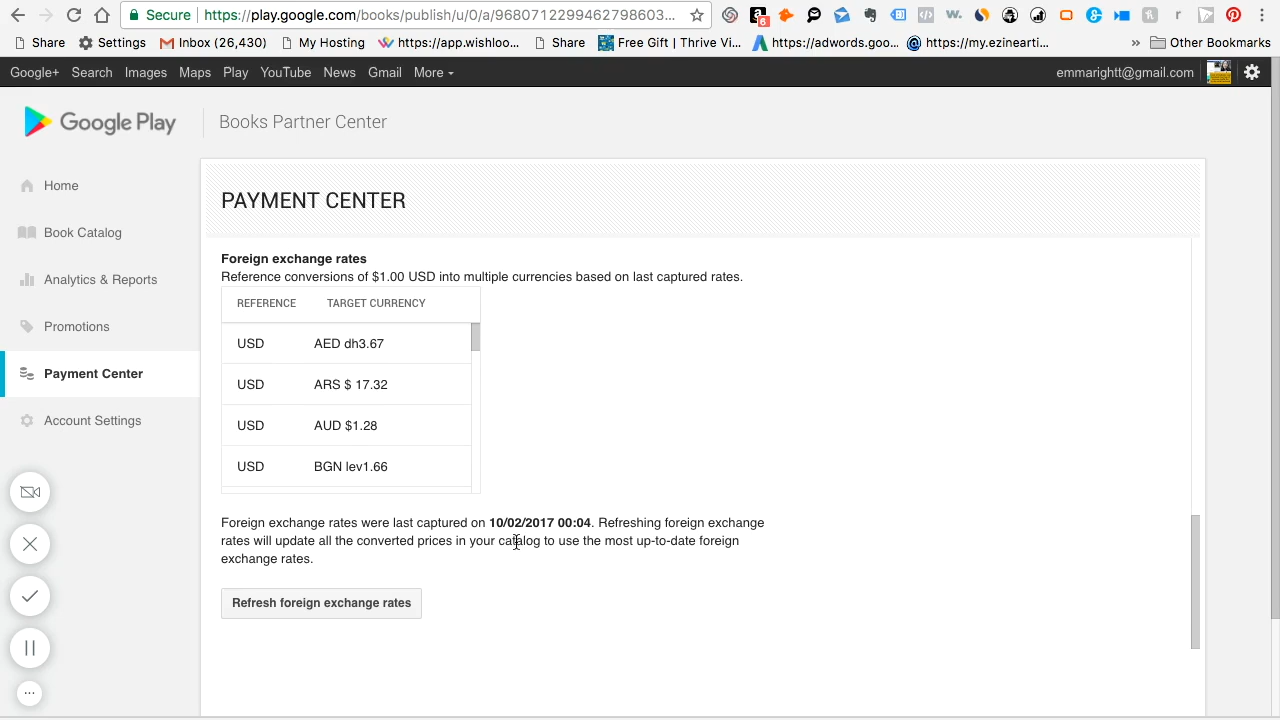 Secure https://play.google.com/books/publish/u/0/a/9680712299462798603...
6
Share Settings Inbox (26,430) My Hosting https://app.wishloo... Share Free Gift | Thrive Vi... https://adwords.goo... https://my.ezinearti... » Other Bookmarks
Google+ Search Images Maps Play YouTube News Gmail More emmarightt@gmail.com
Google Play Books Partner Center
Home
Book Catalog
Analytics & Reports
Promotions
Payment Center
Account Settings
PAYMENT CENTER
Foreign exchange rates
Reference conversions of $1.00 USD into multiple currencies based on last captured rates.
REFERENCE TARGET CURRENCY
USD AED dh3.67
USD ARS $ 17.32
USD AUD $1.28
USD BGN lev1.66
Foreign exchange rates were last captured on 10/02/2017 00:04. Refreshing foreign exchange
rates will update all the converted prices in your catalog to use the most up-to-date foreign
exchange rates.
Refresh foreign exchange rates